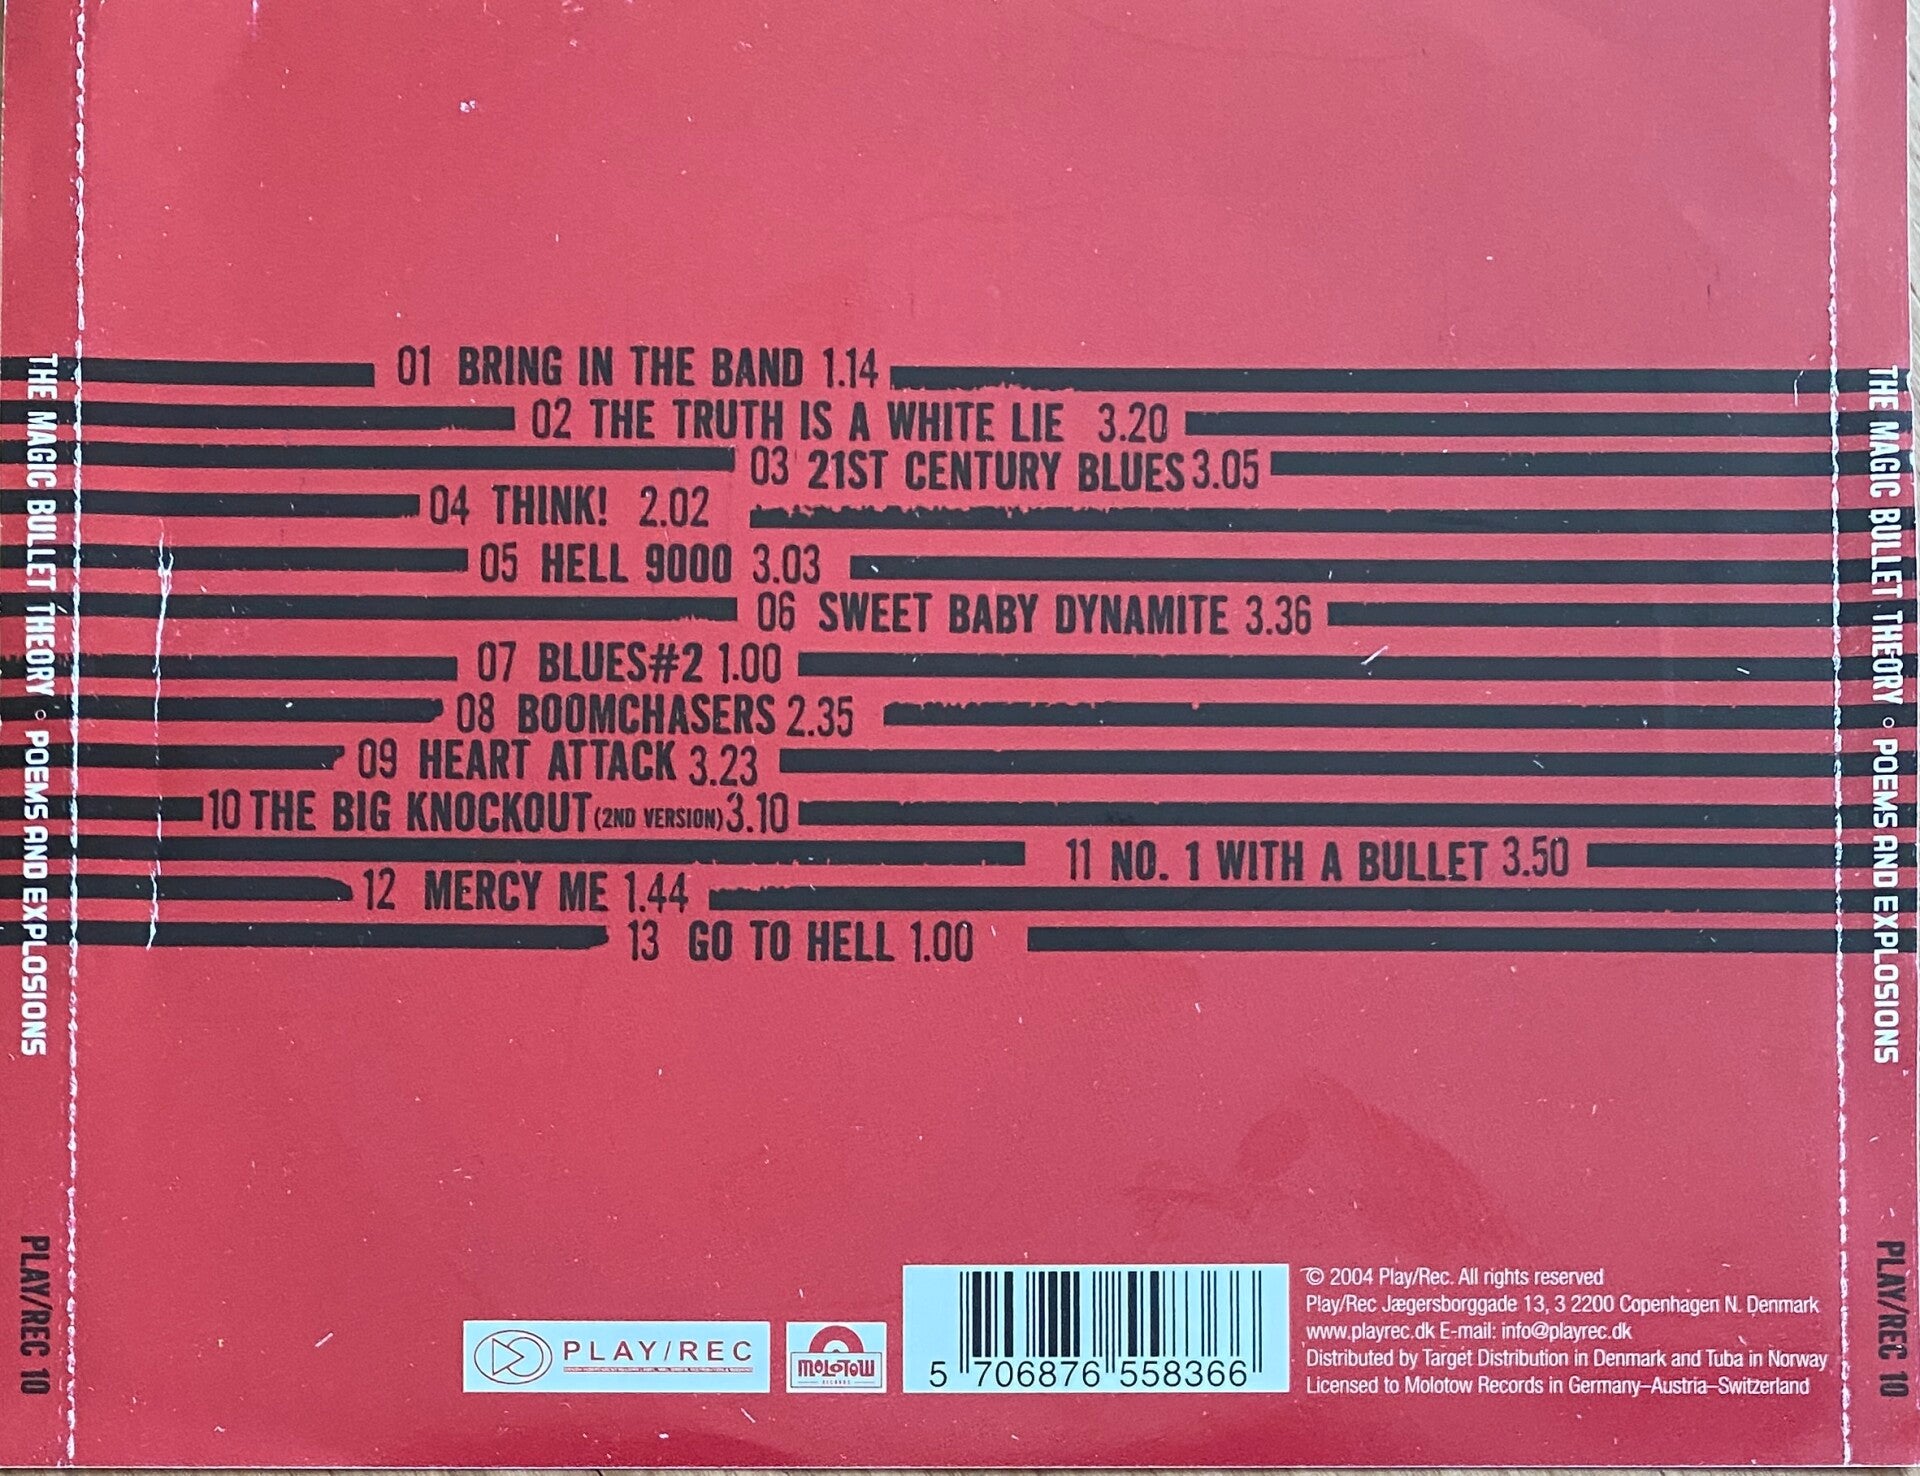 01 BRING IN THE BAND 1.14
02 THE TRUTH IS A WHITE LIE 3.20
03 21ST CENTURY BLUES 3.05
04 THINK! 2.02
05 HELL 9000 3.03
06 SWEET BABY DYNAMITE 3.36
07 BLUES#2 1.00
08 BOOMCHASERS 2.35
09 HEART ATTACK 3.23
10 THE BIG KNOCKOUT (2ND VERSION) 3.10
11 NO. 1 WITH A BULLET 3.50
12 MERCY ME 1.44
13 GO TO HELL 1.00
THE MAGIC BULLET THEORY ○ POEMS AND EXPLOSIONS
PLAY/REC 10
THE MAGIC BULLET THEORY ○ POEMS AND EXPLOSIONS
PLAY/REC 10
PLAY/REC
MOLOTOW
RECORDS
5 706876 558366
© 2004 Play/Rec. All rights reserved
Play/Rec Jægersborggade 13, 3 2200 Copenhagen N. Denmark
www.playrec.dk E-mail: info@playrec.dk
Distributed by Target Distribution in Denmark and Tuba in Norway
Licensed to Molotow Records in Germany–Austria–Switzerland